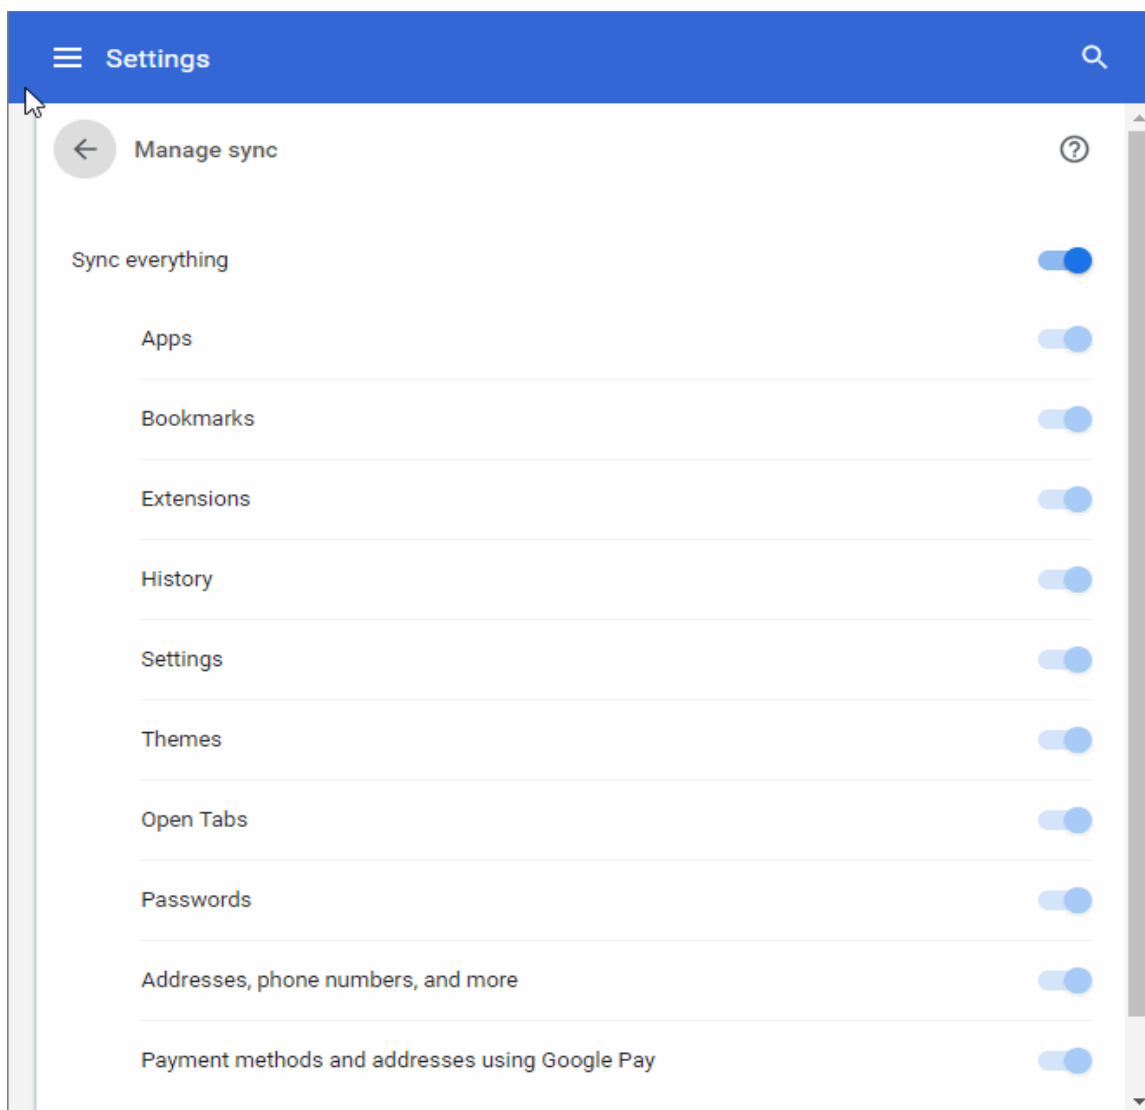 Settings
Manage sync
Sync everything
Apps
Bookmarks
Extensions
History
Settings
Themes
Open Tabs
Passwords
Addresses, phone numbers, and more
Payment methods and addresses using Google Pay